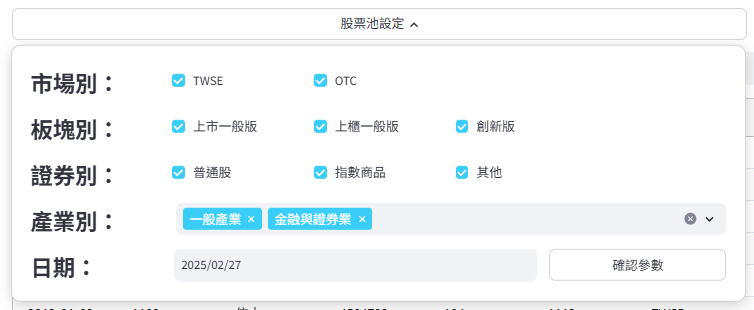 股票池設定
市場別： TWSE OTC
板塊別： 上市一般版 上櫃一般版 創新版
證券別： 普通股 指數商品 其他
產業別： 一般產業 × 金融與證券業 ×
日期： 2025/02/27 確認參數